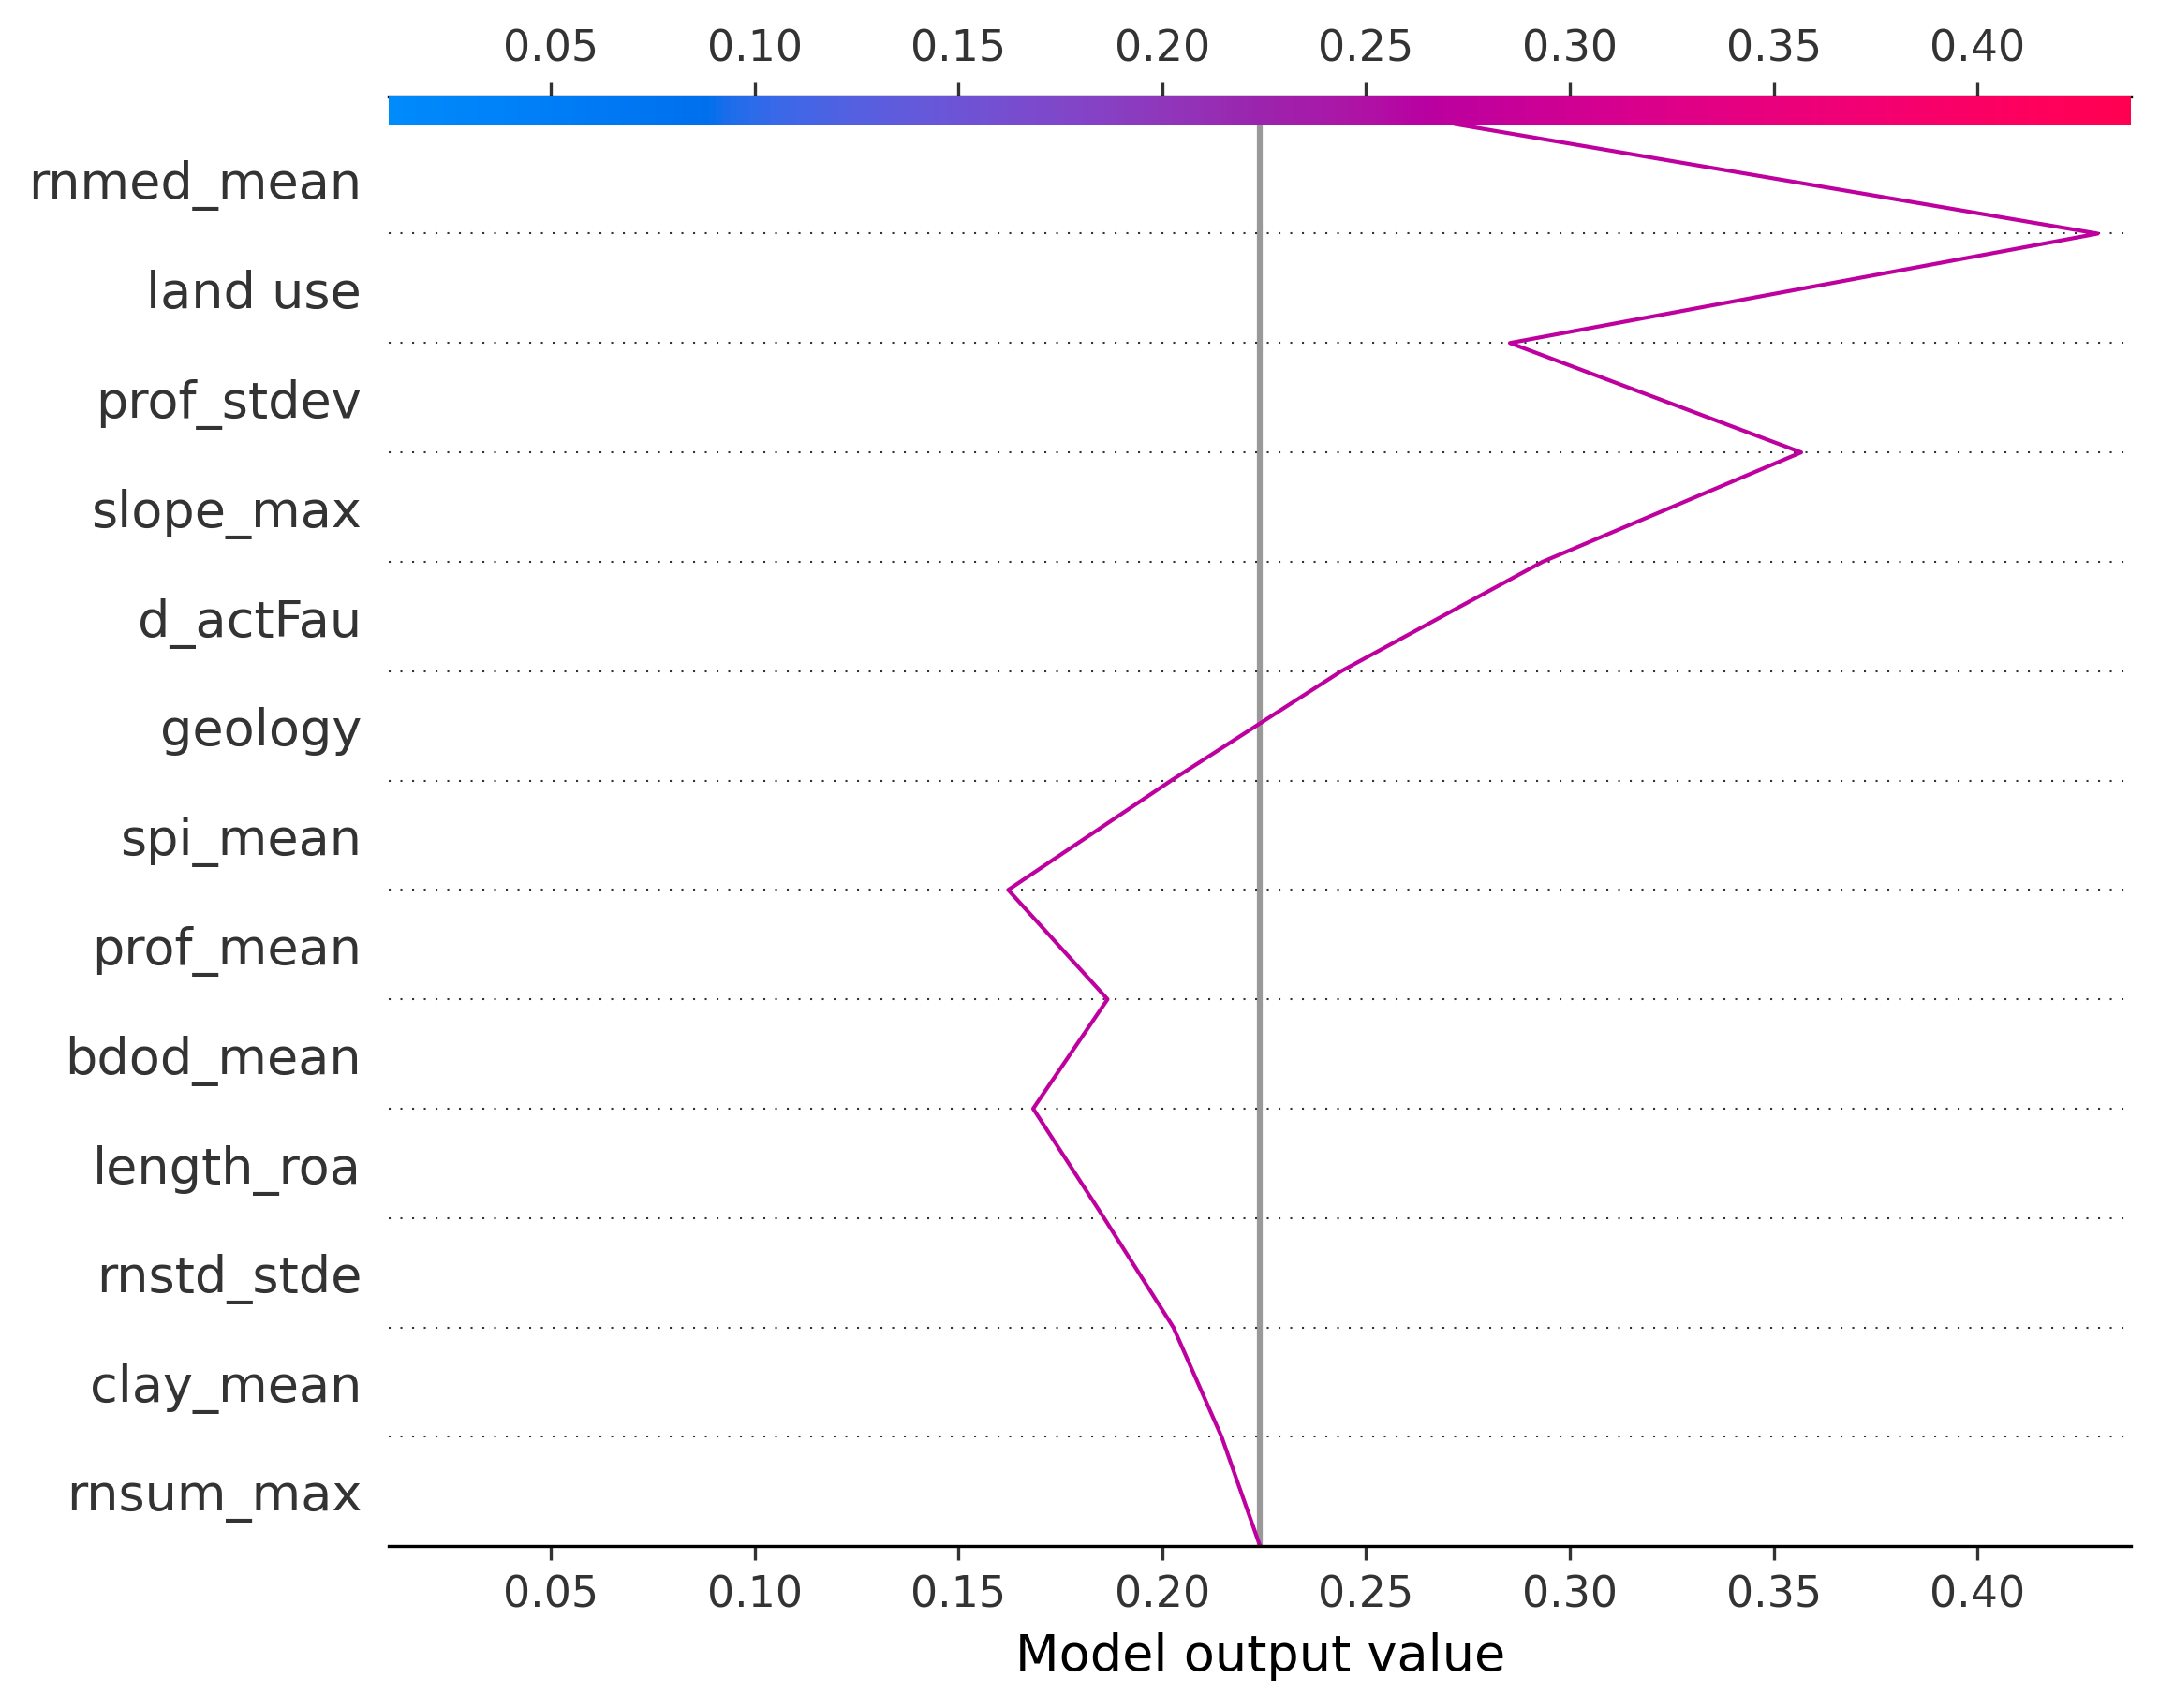 0.05 0.10 0.15 0.20 0.25 0.30 0.35 0.40
rnmed_mean
land use
prof_stdev
slope_max
d_actFau
geology
spi_mean
prof_mean
bdod_mean
length_roa
rnstd_stde
clay_mean
rnsum_max
0.05 0.10 0.15 0.20 0.25 0.30 0.35 0.40
Model output value